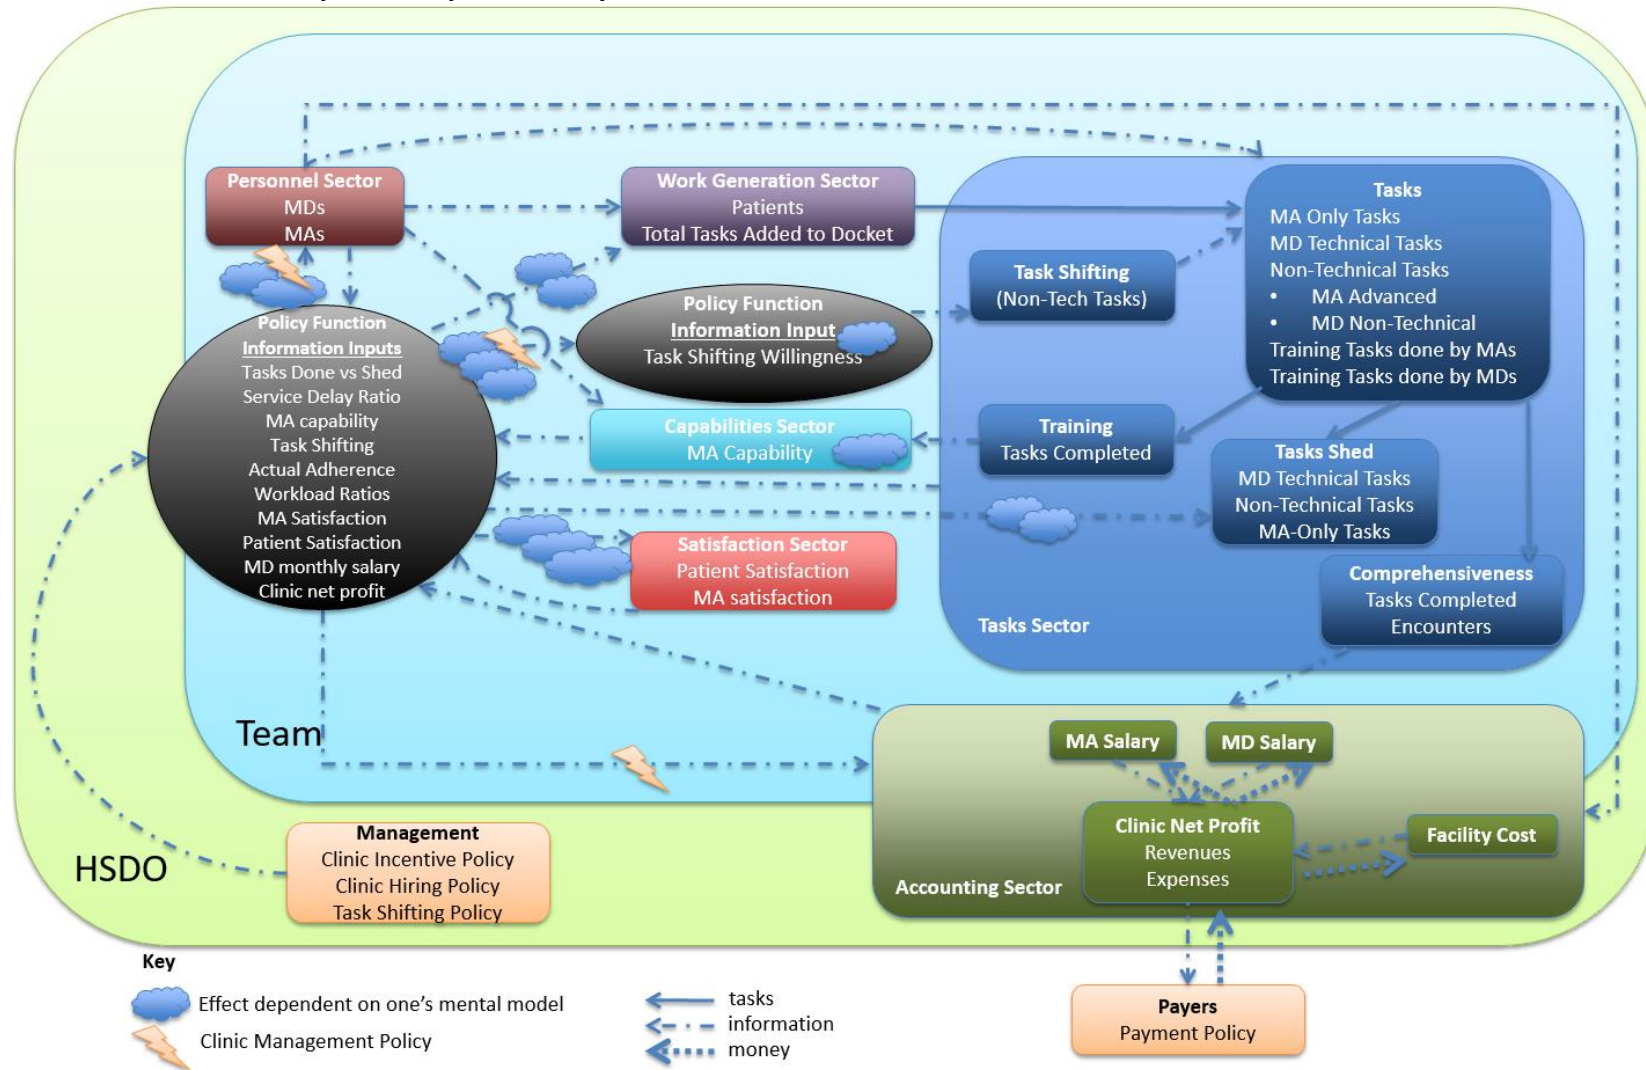 Personnel Sector
MDs
MAs
Work Generation Sector
Patients
Total Tasks Added to Docket
Tasks
MA Only Tasks
MD Technical Tasks
Non-Technical Tasks
• MA Advanced
• MD Non-Technical
Training Tasks done by MAs
Training Tasks done by MDs
Task Shifting
(Non-Tech Tasks)
Policy Function
Information Input
Task Shifting Willingness
Policy Function
Information Inputs
Tasks Done vs Shed
Service Delay Ratio
MA capability
Task Shifting
Actual Adherence
Workload Ratios
MA Satisfaction
Patient Satisfaction
MD monthly salary
Clinic net profit
Capabilities Sector
MA Capability
Training
Tasks Completed
Tasks Shed
MD Technical Tasks
Non-Technical Tasks
MA-Only Tasks
Satisfaction Sector
Patient Satisfaction
MA satisfaction
Comprehensiveness
Tasks Completed
Encounters
Tasks Sector
Team
MA Salary
MD Salary
Clinic Net Profit
Revenues
Expenses
Facility Cost
Accounting Sector
Management
Clinic Incentive Policy
Clinic Hiring Policy
Task Shifting Policy
HSDO
Key
Effect dependent on one's mental model
Clinic Management Policy
tasks
information
money
Payers
Payment Policy